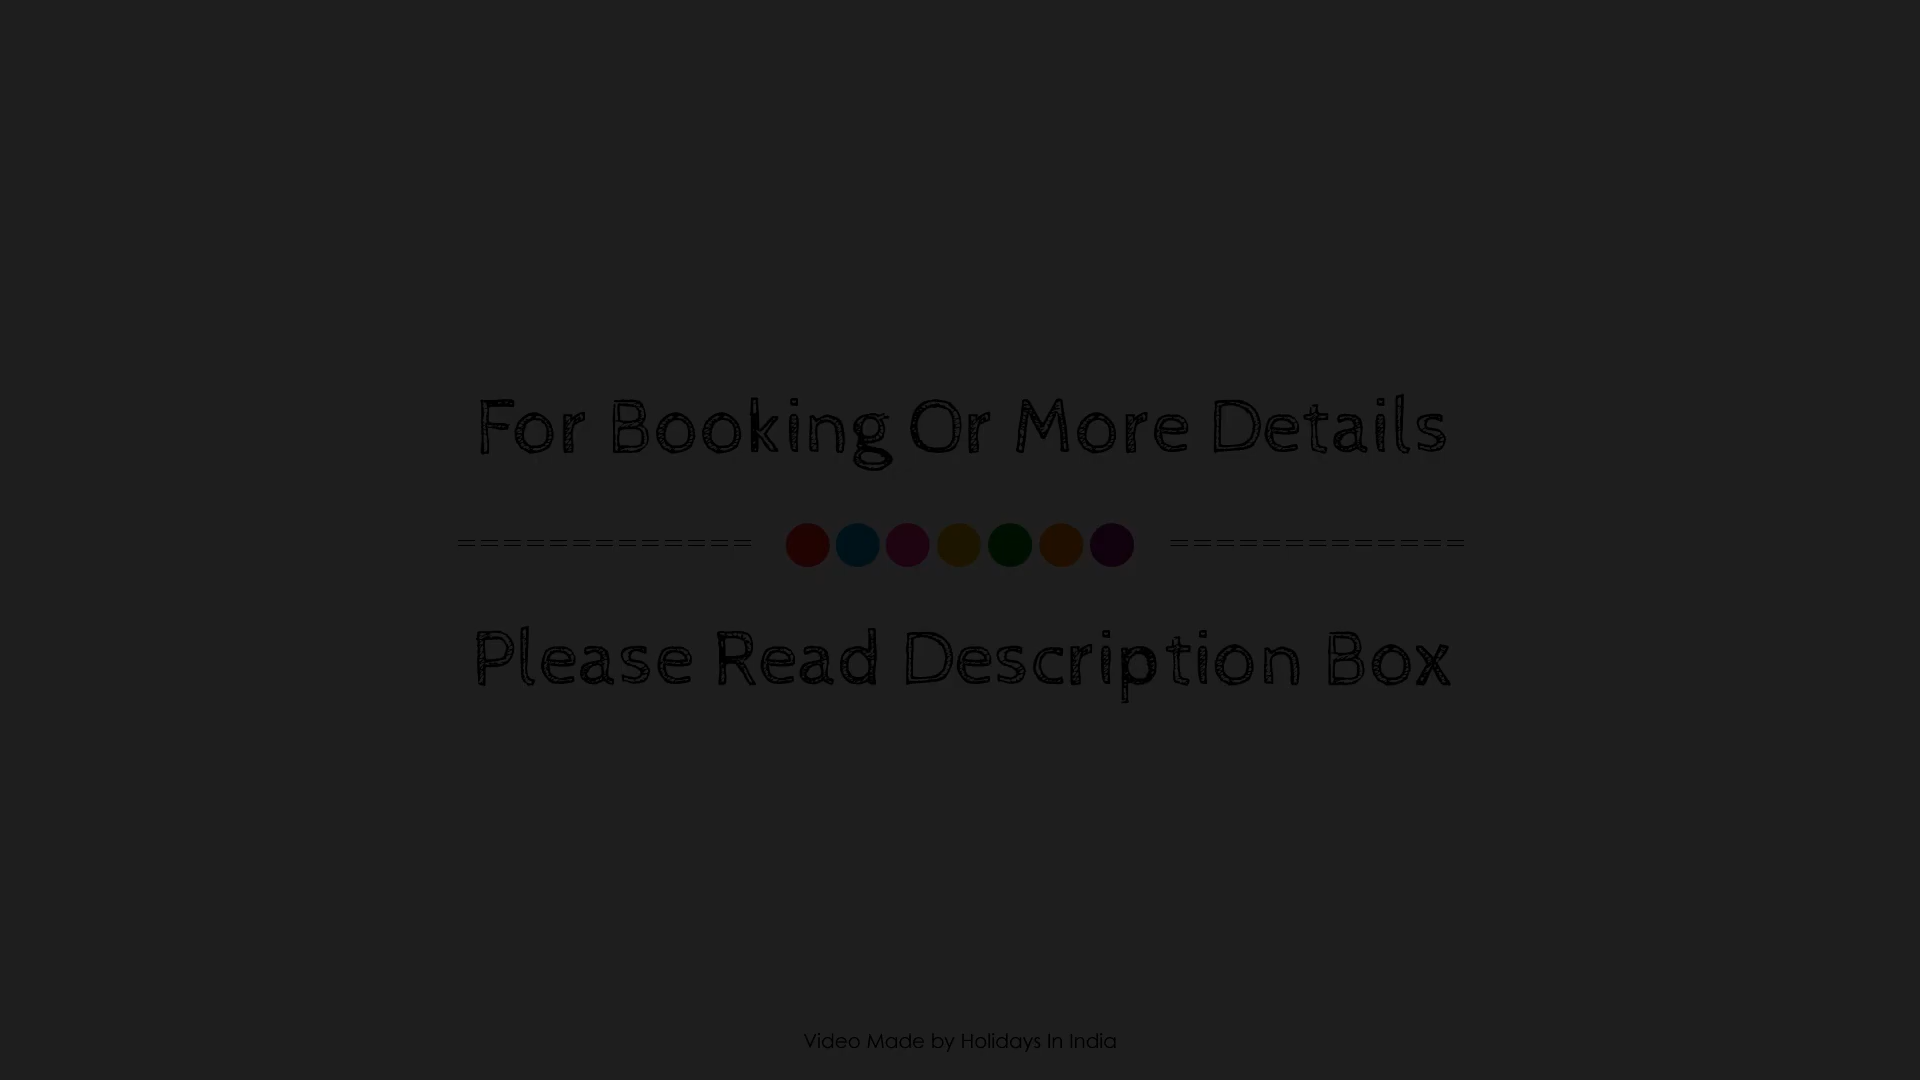 For Booking Or More Details
============= =============
Please Read Description Box
Video Made by Holidays In India